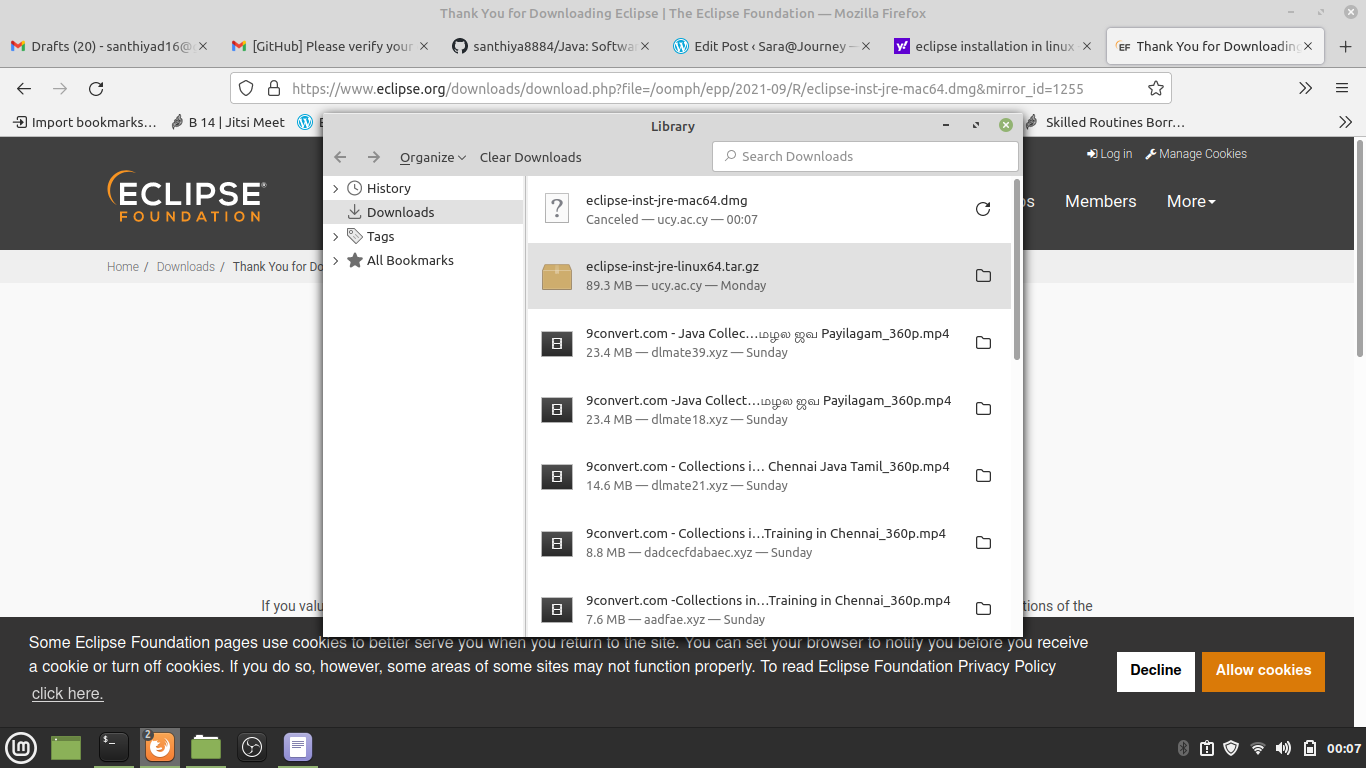 Thank You for Downloading Eclipse | The Eclipse Foundation — Mozilla Firefox
Drafts (20) - santhiyad16@
[GitHub] Please verify your
santhiya8884/Java: Softwa
Edit Post ‹ Sara@Journey —
eclipse installation in linux
EF Thank You for Downloading
https://www.eclipse.org/downloads/download.php?file=/oomph/epp/2021-09/R/eclipse-inst-jre-mac64.dmg&mirror_id=1255
Import bookmarks…
B 14 | Jitsi Meet
Skilled Routines Borr…
Library
Organize
Clear Downloads
Search Downloads
Log in
Manage Cookies
ECLIPSE
FOUNDATION
Members
More
Home / Downloads / Thank You for Do
History
Downloads
Tags
All Bookmarks
eclipse-inst-jre-mac64.dmg
Canceled — ucy.ac.cy — 00:07
eclipse-inst-jre-linux64.tar.gz
89.3 MB — ucy.ac.cy — Monday
9convert.com - Java Collec…மழல ஜவ Payilagam_360p.mp4
23.4 MB — dlmate39.xyz — Sunday
9convert.com -Java Collect…மழல ஜவ Payilagam_360p.mp4
23.4 MB — dlmate18.xyz — Sunday
9convert.com - Collections i… Chennai Java Tamil_360p.mp4
14.6 MB — dlmate21.xyz — Sunday
9convert.com - Collections i…Training in Chennai_360p.mp4
8.8 MB — dadcecfdabaec.xyz — Sunday
9convert.com -Collections in…Training in Chennai_360p.mp4
7.6 MB — aadfae.xyz — Sunday
If you valu
tions of the
Some Eclipse Foundation pages use cookies to better serve you when you return to the site. You can set your browser to notify you before you receive
a cookie or turn off cookies. If you do so, however, some areas of some sites may not function properly. To read Eclipse Foundation Privacy Policy
click here.
Decline
Allow cookies
2
00:07